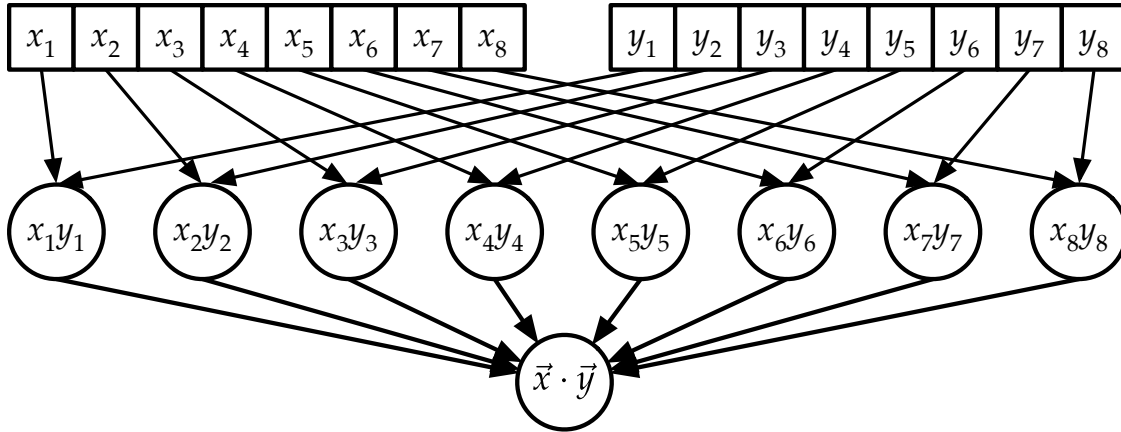 x₁ x₂ x₃ x₄ x₅ x₆ x₇ x₈ y₁ y₂ y₃ y₄ y₅ y₆ y₇ y₈
x₁y₁ x₂y₂ x₃y₃ x₄y₄ x₅y₅ x₆y₆ x₇y₇ x₈y₈
x⃗ · y⃗